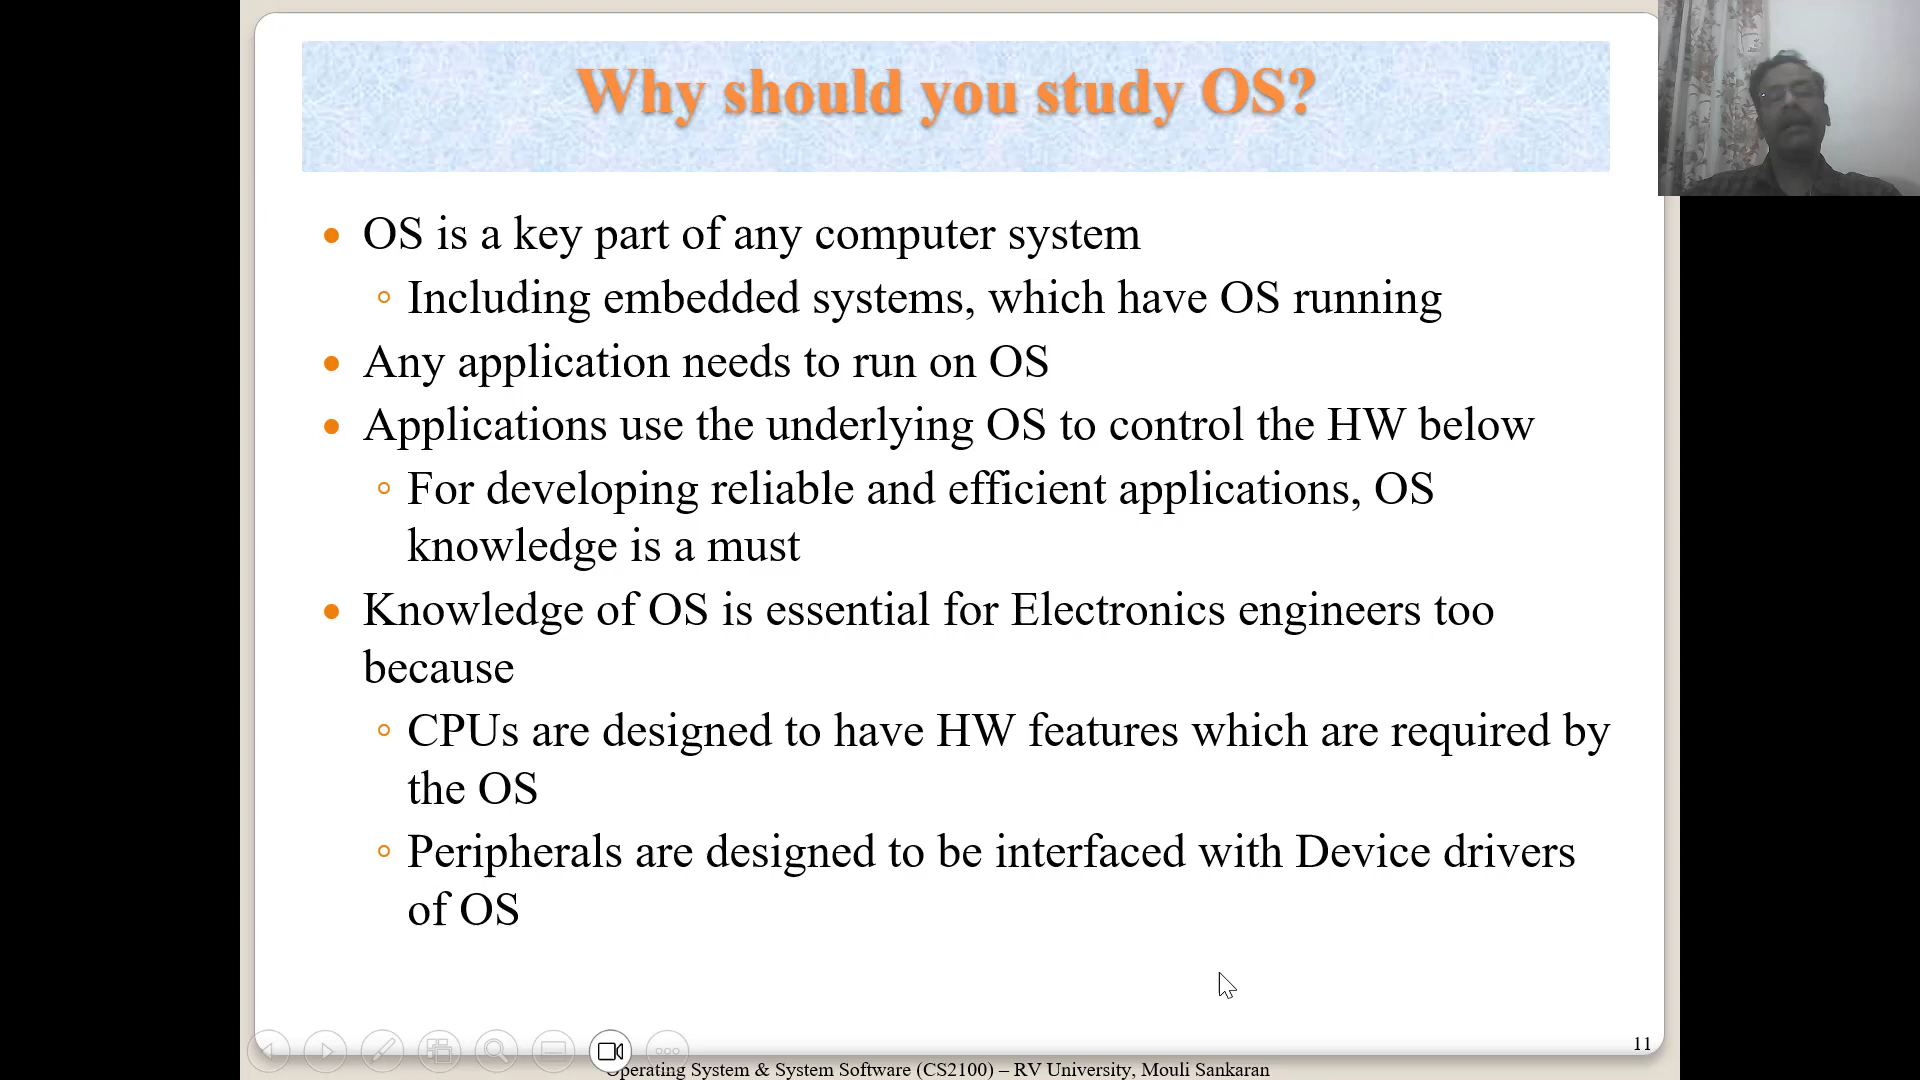 Why should you study OS?
OS is a key part of any computer system
Including embedded systems, which have OS running
Any application needs to run on OS
Applications use the underlying OS to control the HW below
For developing reliable and efficient applications, OS
knowledge is a must
Knowledge of OS is essential for Electronics engineers too
because
CPUs are designed to have HW features which are required by
the OS
Peripherals are designed to be interfaced with Device drivers
of OS
11
Operating System & System Software (CS2100) – RV University, Mouli Sankaran